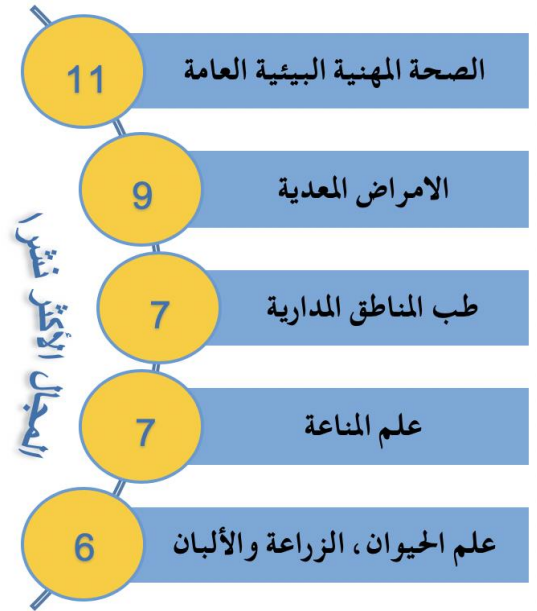 المجال الأكثر نشرا
الصحة المهنية البيئية العامة
11
الامراض المعدية
9
طب المناطق المدارية
7
علم المناعة
7
علم الحيوان، الزراعة والألبان
6